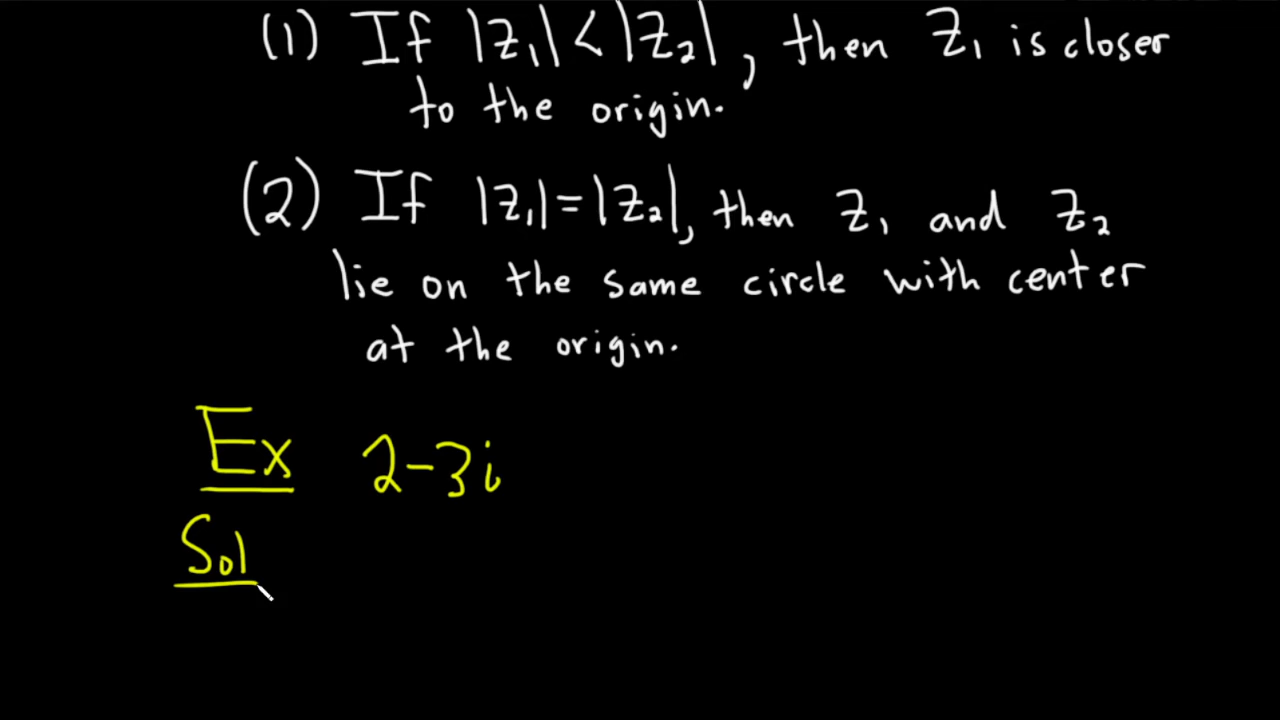 (1) If |z₁| < |z₂|, then z₁ is closer
to the origin.
(2) If |z₁| = |z₂|, then z₁ and z₂
lie on the same circle with center
at the origin.
Ex 2-3i
Sol